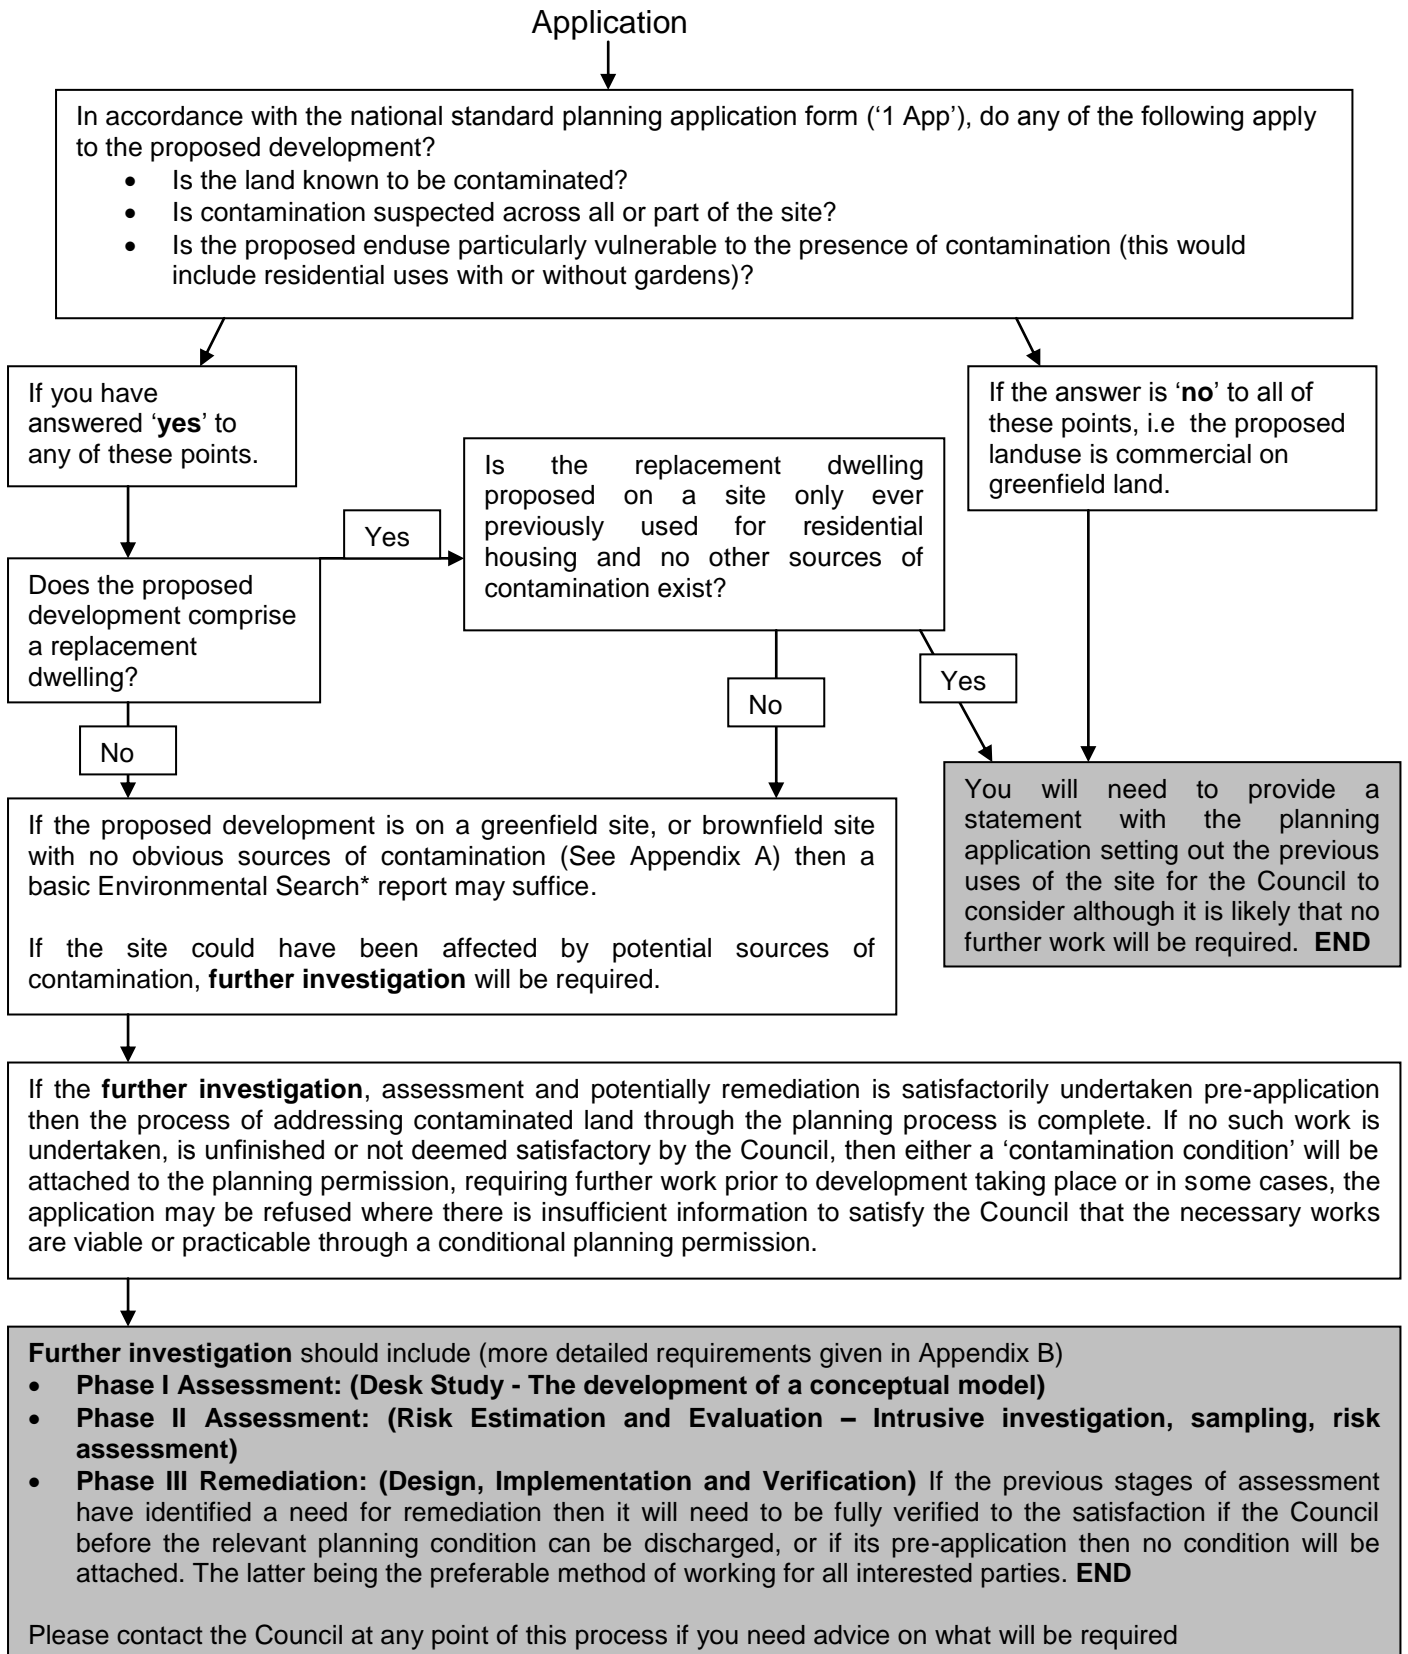 Application
In accordance with the national standard planning application form (‘1 App’), do any of the following apply
to the proposed development?
• Is the land known to be contaminated?
• Is contamination suspected across all or part of the site?
• Is the proposed enduse particularly vulnerable to the presence of contamination (this would
include residential uses with or without gardens)?
If you have
answered ‘yes’ to
any of these points.
If the answer is ‘no’ to all of
these points, i.e the proposed
landuse is commercial on
greenfield land.
Is the replacement dwelling
proposed on a site only ever
previously used for residential
housing and no other sources of
contamination exist?
Yes
Does the proposed
development comprise
a replacement
dwelling?
Yes
No
No
If the proposed development is on a greenfield site, or brownfield site
with no obvious sources of contamination (See Appendix A) then a
basic Environmental Search* report may suffice.
If the site could have been affected by potential sources of
contamination, further investigation will be required.
You will need to provide a
statement with the planning
application setting out the previous
uses of the site for the Council to
consider although it is likely that no
further work will be required. END
If the further investigation, assessment and potentially remediation is satisfactorily undertaken pre-application
then the process of addressing contaminated land through the planning process is complete. If no such work is
undertaken, is unfinished or not deemed satisfactory by the Council, then either a ‘contamination condition’ will be
attached to the planning permission, requiring further work prior to development taking place or in some cases, the
application may be refused where there is insufficient information to satisfy the Council that the necessary works
are viable or practicable through a conditional planning permission.
Further investigation should include (more detailed requirements given in Appendix B)
• Phase I Assessment: (Desk Study - The development of a conceptual model)
• Phase II Assessment: (Risk Estimation and Evaluation – Intrusive investigation, sampling, risk
assessment)
• Phase III Remediation: (Design, Implementation and Verification) If the previous stages of assessment
have identified a need for remediation then it will need to be fully verified to the satisfaction if the Council
before the relevant planning condition can be discharged, or if its pre-application then no condition will be
attached. The latter being the preferable method of working for all interested parties. END
Please contact the Council at any point of this process if you need advice on what will be required